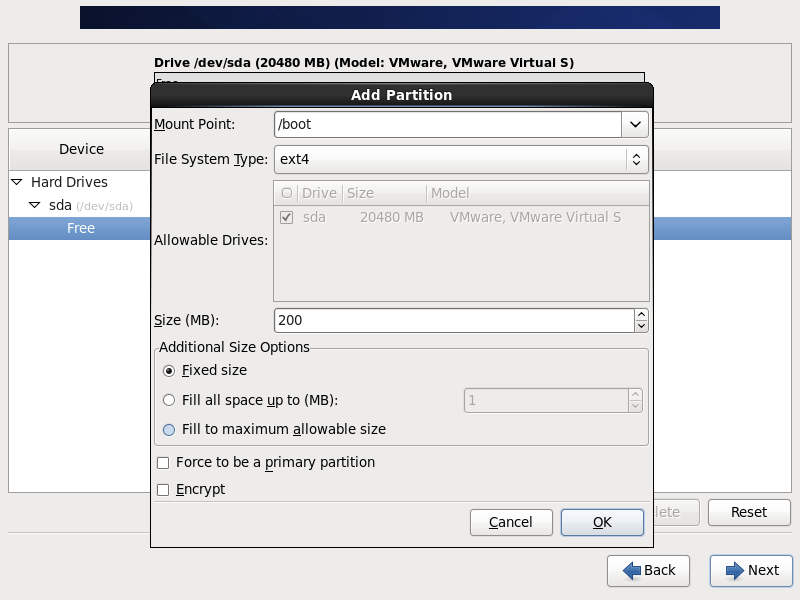 Drive /dev/sda (20480 MB) (Model: VMware, VMware Virtual S)
Add Partition
Device
Hard Drives
sda (/dev/sda)
Free
Mount Point: /boot
File System Type: ext4
Drive Size Model
sda 20480 MB VMware, VMware Virtual S
Allowable Drives:
Size (MB): 200
Additional Size Options
Fixed size
Fill all space up to (MB): 1
Fill to maximum allowable size
Force to be a primary partition
Encrypt
Cancel OK
Reset
Back Next